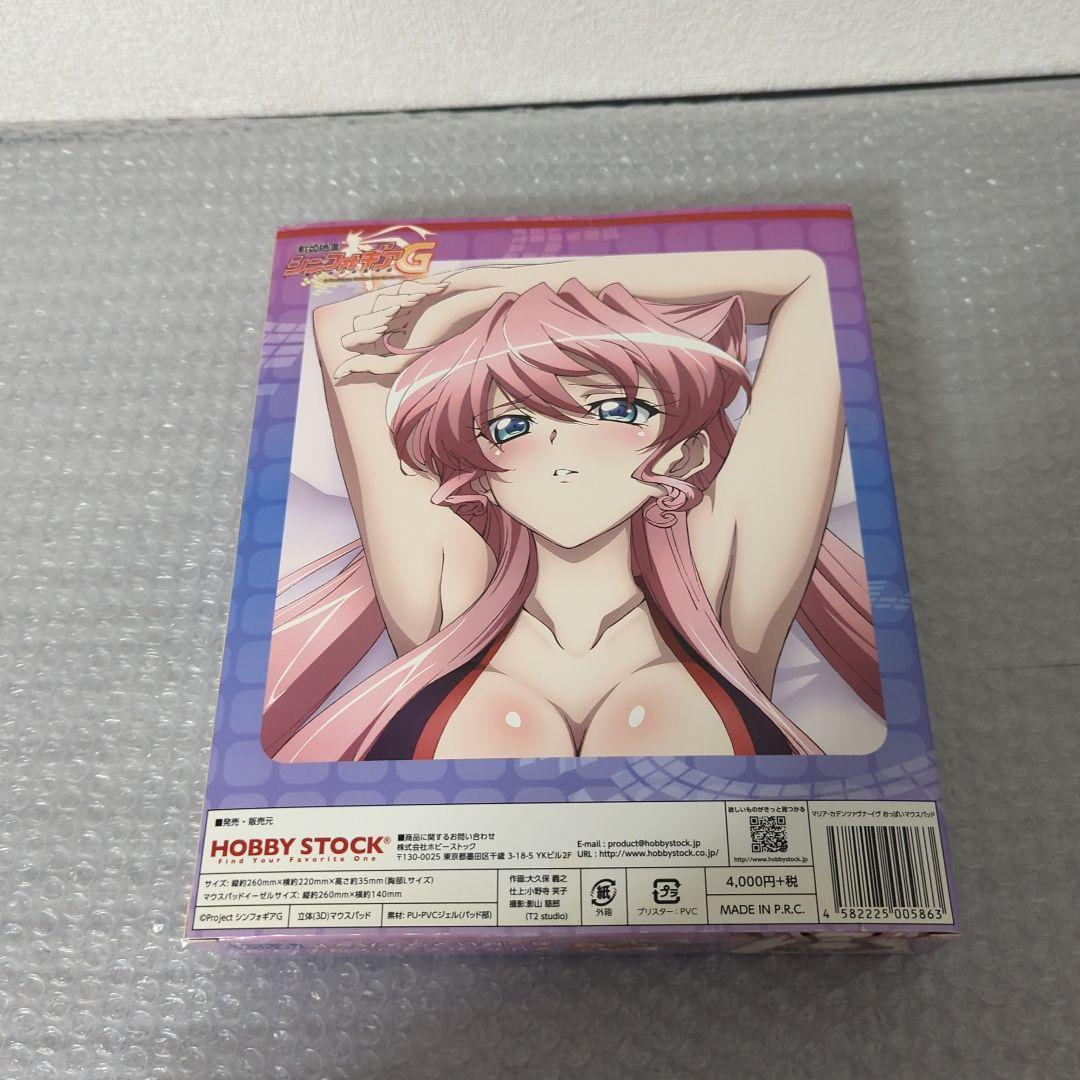 戦姫絶唱
シンフォギアG
■発売・販売元
HOBBY STOCK®
Find Your Favorite One
■商品に関するお問い合わせ
株式会社ホビーストック
〒130-0025 東京都墨田区千歳 3-18-5 YKビル2F
E-mail : product@hobbystock.jp
URL : http://www.hobbystock.co.jp/
欲しいものがきっと見つかる
http://www.hobbystock.jp
マリア・カデンツァヴナ・イヴ おっぱいマウスパッド
サイズ: 縦約260mm×横約220mm×高さ約35mm(胸部Lサイズ)
マウスパッドイーゼルサイズ: 縦約260mm×横約140mm
©Project シンフォギアG
立体(3D)マウスパッド
素材: PU・PVCジェル(パッド部)
作画:大久保 義之
仕上:小野寺 笑子
撮影:影山 慈郎
(T2 studio)
紙
外箱
プラ
ブリスター : PVC
4,000円+税
MADE IN P.R.C.
4 582225 005863